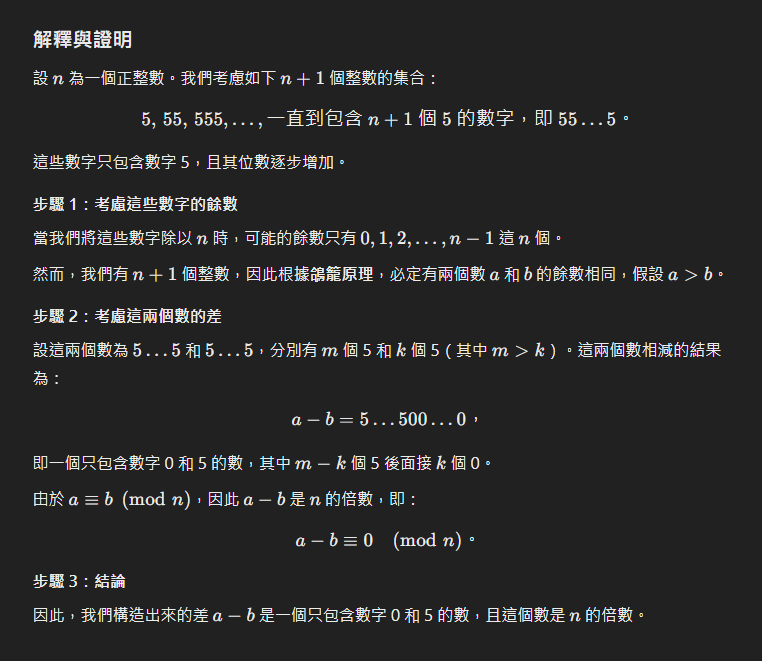 解釋與證明
設 n 為一個正整數。我們考慮如下 n + 1 個整數的集合：
5, 55, 555, . . . , 一直到包含 n + 1 個 5 的數字，即 55 . . . 5。
這些數字只包含數字 5，且其位數逐步增加。
步驟 1：考慮這些數字的餘數
當我們將這些數字除以 n 時，可能的餘數只有 0, 1, 2, . . . , n − 1 這 n 個。
然而，我們有 n + 1 個整數，因此根據鴿籠原理，必定有兩個數 a 和 b 的餘數相同，假設 a > b。
步驟 2：考慮這兩個數的差
設這兩個數為 5 . . . 5 和 5 . . . 5，分別有 m 個 5 和 k 個 5（其中 m > k）。這兩個數相減的結果
為：
a − b = 5 . . . 500 . . . 0，
即一個只包含數字 0 和 5 的數，其中 m − k 個 5 後面接 k 個 0。
由於 a ≡ b (mod n)，因此 a − b 是 n 的倍數，即：
a − b ≡ 0 (mod n)。
步驟 3：結論
因此，我們構造出來的差 a − b 是一個只包含數字 0 和 5 的數，且這個數是 n 的倍數。